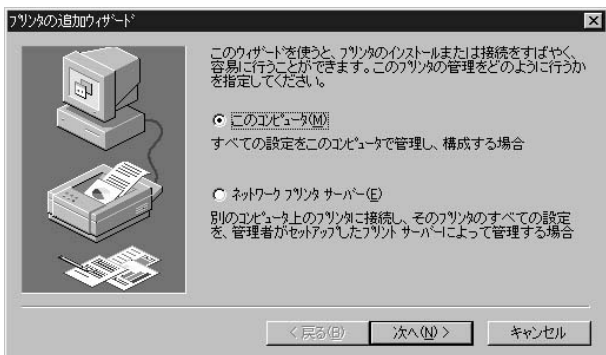 プリンタの追加ウィザード
このウィザードを使うと、プリンタのインストールまたは接続をすばやく、
容易に行うことができます。このプリンタの管理をどのように行うか
を指定してください。
このコンピュータ(M)
すべての設定をこのコンピュータで管理し、構成する場合
ネットワーク プリンタ サーバー(E)
別のコンピュータ上のプリンタに接続し、そのプリンタのすべての設定
を、管理者がセットアップしたプリント サーバーによって管理する場合
< 戻る(B)
次へ(N) >
キャンセル